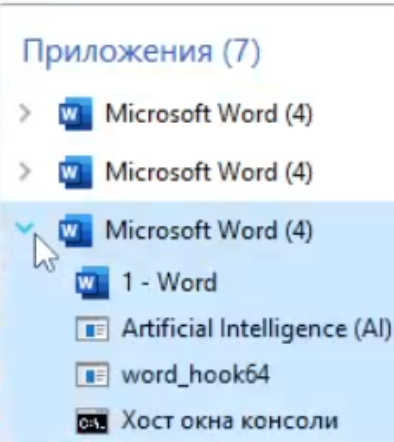 Приложения (7)
Microsoft Word (4)
Microsoft Word (4)
Microsoft Word (4)
1 - Word
Artificial Intelligence (AI)
word_hook64
Хост окна консоли